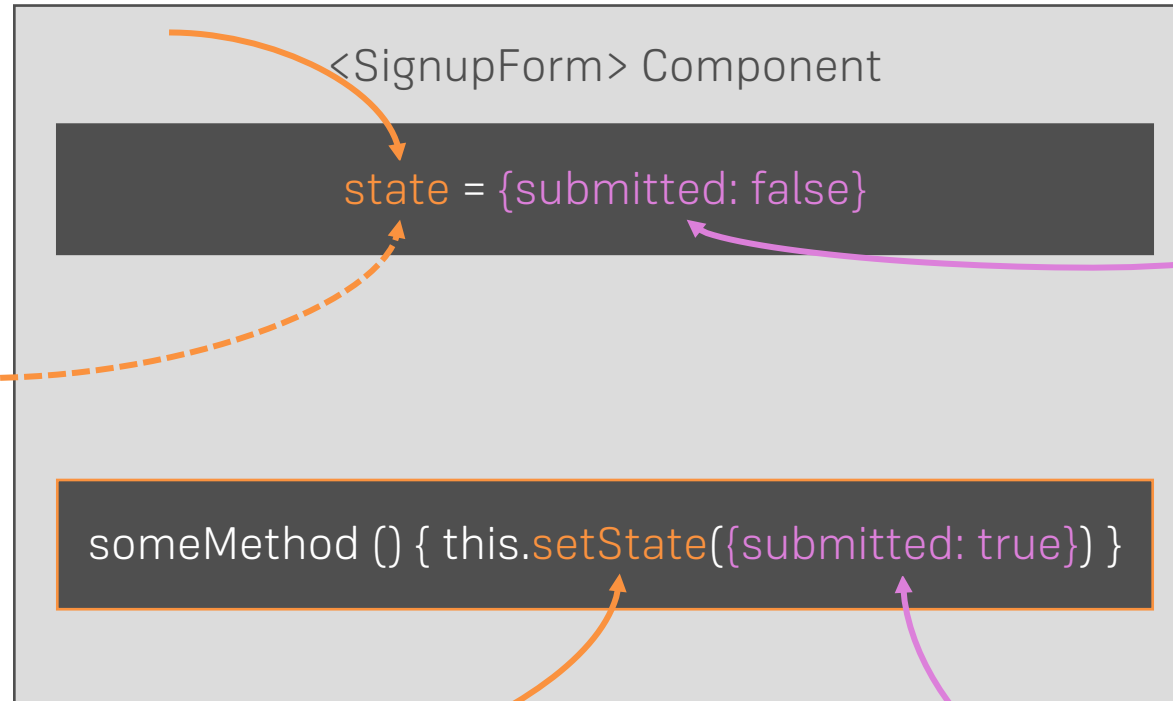 <SignupForm> Component
state = {submitted: false}
someMethod () { this.setState({submitted: true}) }